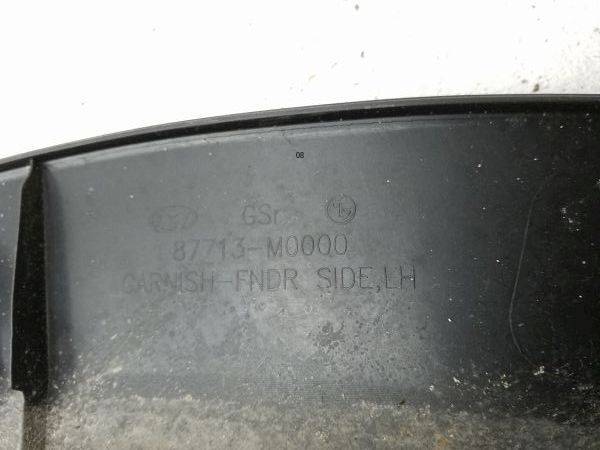 08
GSr
87713-M0000
GARNISH-FNDR SIDE,LH